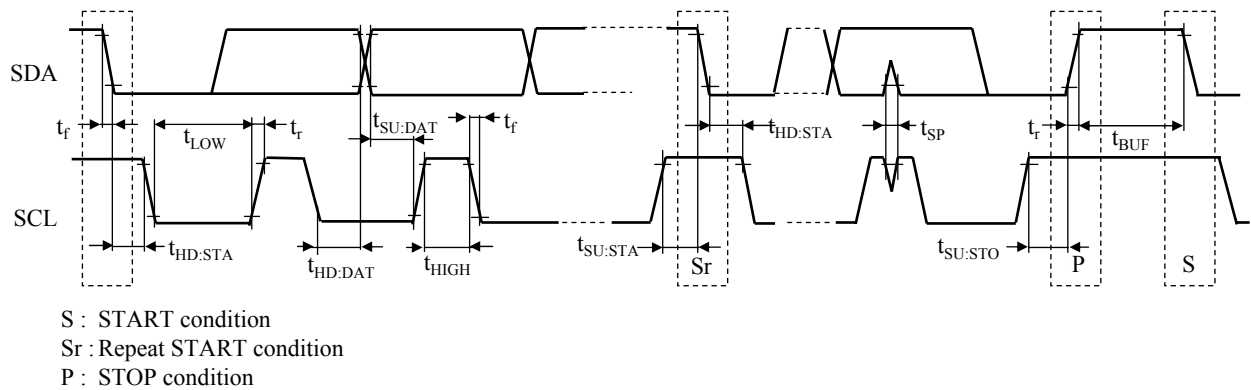 SDA
t_f t_LOW t_r t_SU:DAT t_f t_HD:STA t_SP t_r t_BUF
SCL
t_HD:STA t_HD:DAT t_HIGH t_SU:STA Sr t_SU:STO P S
S : START condition
Sr : Repeat START condition
P : STOP condition